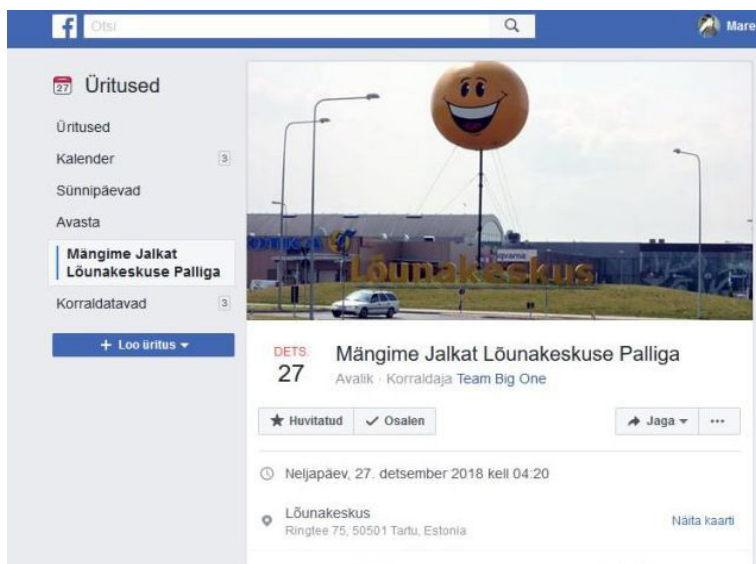 f
Otsi
Mare
27
Üritused
Üritused
Kalender 3
Sünnipäevad
Avasta
Mängime Jalkat
Lõunakeskuse Palliga
Korraldatavad 3
+ Loo üritus
Lõunakeskus
DETS.
27
Mängime Jalkat Lõunakeskuse Palliga
Avalik · Korraldaja Team Big One
Huvitatud
Osalen
Jaga
Neljapäev, 27. detsember 2018 kell 04:20
Lõunakeskus
Ringtee 75, 50501 Tartu, Estonia
Näita kaarti